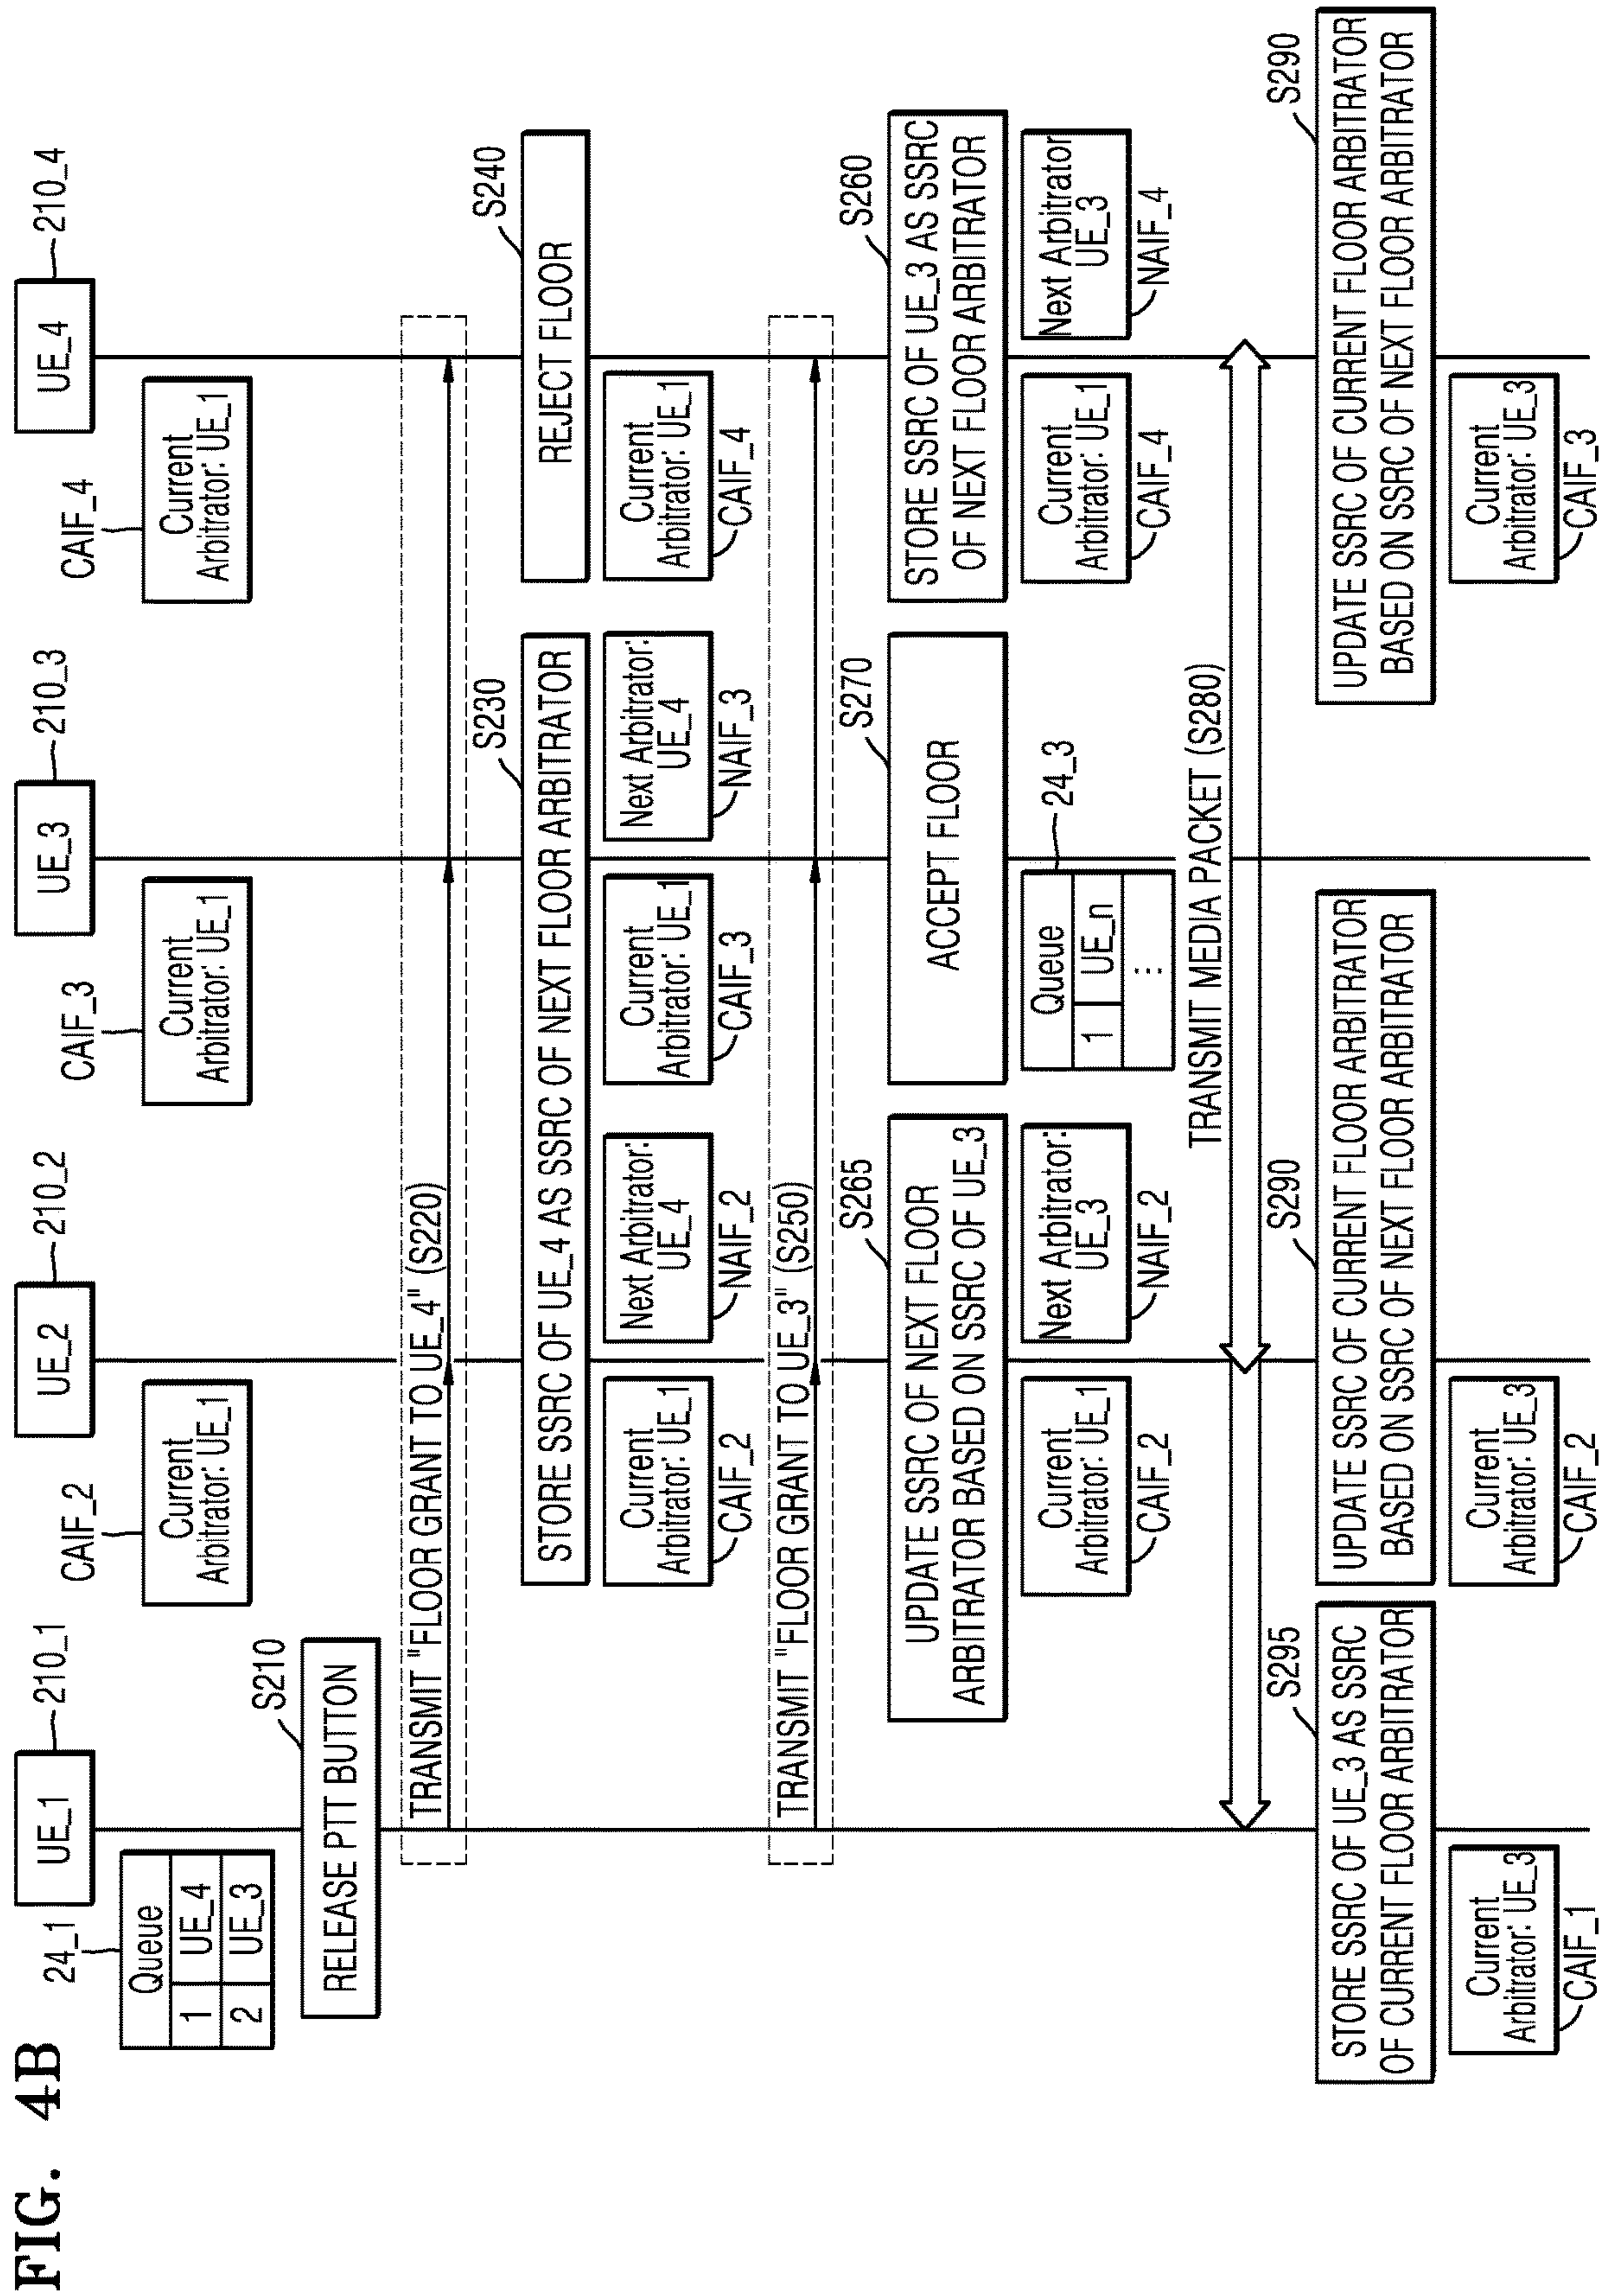 FIG. 4B
UE_1
210_1
UE_2
210_2
UE_3
210_3
UE_4
210_4
24_1
Queue
1 UE_4
2 UE_3
CAIF_2
Current
Arbitrator: UE_1
CAIF_3
Current
Arbitrator: UE_1
CAIF_4
Current
Arbitrator: UE_1
S210
RELEASE PTT BUTTON
TRANSMIT "FLOOR GRANT TO UE_4" (S220)
S230
STORE SSRC OF UE_4 AS SSRC OF NEXT FLOOR ARBITRATOR
S240
REJECT FLOOR
Current
Arbitrator: UE_1
CAIF_2
Next Arbitrator:
UE_4
NAIF_2
Current
Arbitrator: UE_1
CAIF_3
Next Arbitrator:
UE_4
NAIF_3
Current
Arbitrator: UE_1
CAIF_4
TRANSMIT "FLOOR GRANT TO UE_3" (S250)
S265
UPDATE SSRC OF NEXT FLOOR
ARBITRATOR BASED ON SSRC OF UE_3
S270
ACCEPT FLOOR
S260
STORE SSRC OF UE_3 AS SSRC
OF NEXT FLOOR ARBITRATOR
Current
Arbitrator: UE_1
CAIF_2
Next Arbitrator:
UE_3
NAIF_2
24_3
Queue
1 UE_n
⋮
Current
Arbitrator: UE_1
CAIF_4
Next Arbitrator
UE_3
NAIF_4
TRANSMIT MEDIA PACKET (S280)
S295
STORE SSRC OF UE_3 AS SSRC
OF CURRENT FLOOR ARBITRATOR
S290
UPDATE SSRC OF CURRENT FLOOR ARBITRATOR
BASED ON SSRC OF NEXT FLOOR ARBITRATOR
S290
UPDATE SSRC OF CURRENT FLOOR ARBITRATOR
BASED ON SSRC OF NEXT FLOOR ARBITRATOR
Current
Arbitrator: UE_3
CAIF_1
Current
Arbitrator: UE_3
CAIF_2
Current
Arbitrator: UE_3
CAIF_3